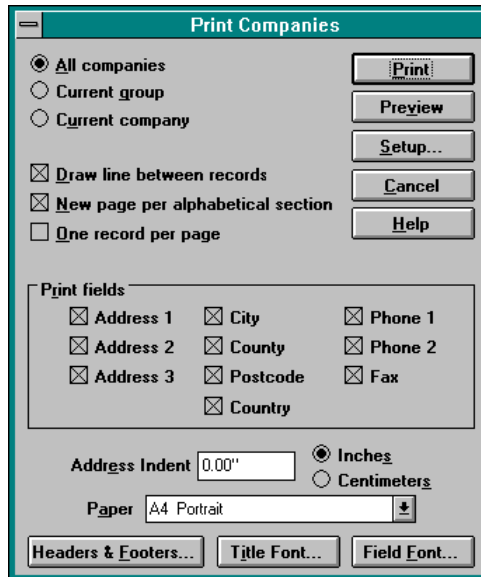 Print Companies
All companies
Current group
Current company
Print
Preview
Setup...
Cancel
Help
Draw line between records
New page per alphabetical section
One record per page
Print fields
Address 1 City Phone 1
Address 2 County Phone 2
Address 3 Postcode Fax
Country
Address Indent 0.00" Inches
Centimeters
Paper A4 Portrait
Headers & Footers... Title Font... Field Font...